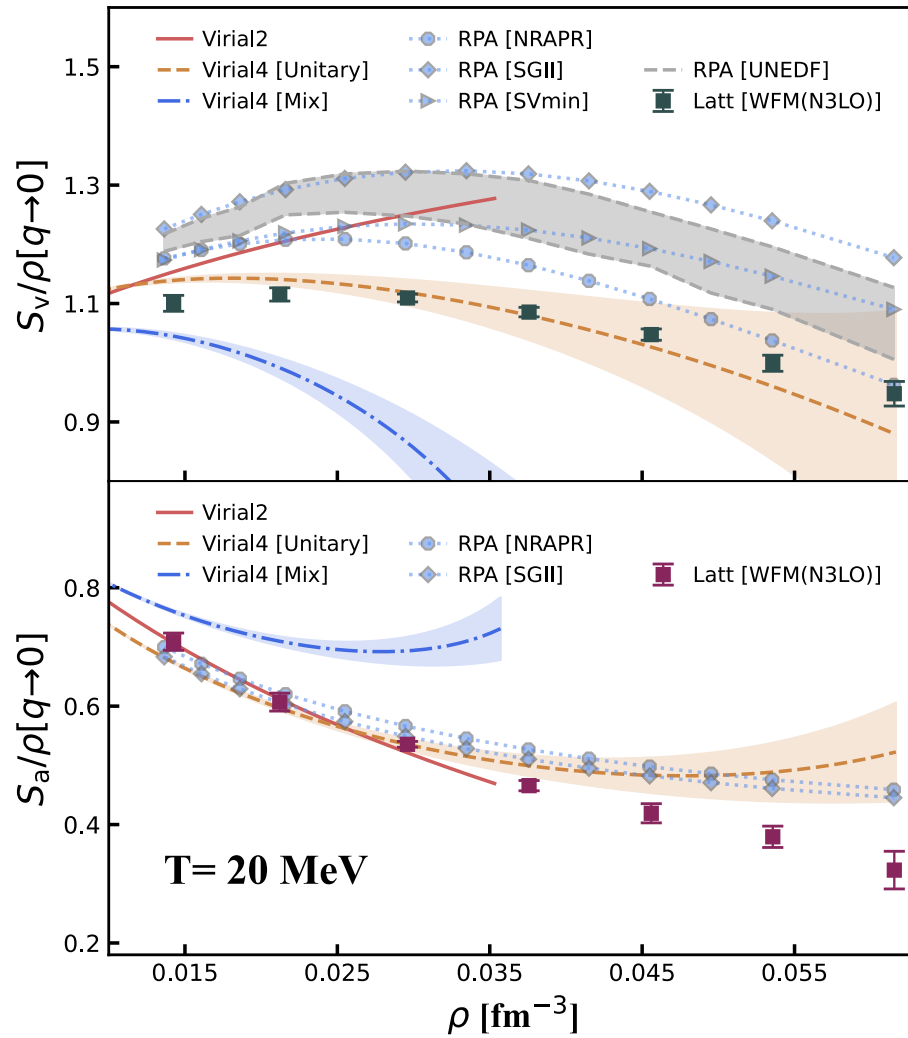 Virial2 RPA [NRAPR]
Virial4 [Unitary] RPA [SGII] RPA [UNEDF]
Virial4 [Mix] RPA [SVmin] Latt [WFM(N3LO)]
S_v/ρ[q→0]
1.5
1.3
1.1
0.9
Virial2
Virial4 [Unitary] RPA [NRAPR]
Virial4 [Mix] RPA [SGII] Latt [WFM(N3LO)]
S_a/ρ[q→0]
0.8
0.6
0.4
0.2
T= 20 MeV
0.015 0.025 0.035 0.045 0.055
ρ [fm⁻³]